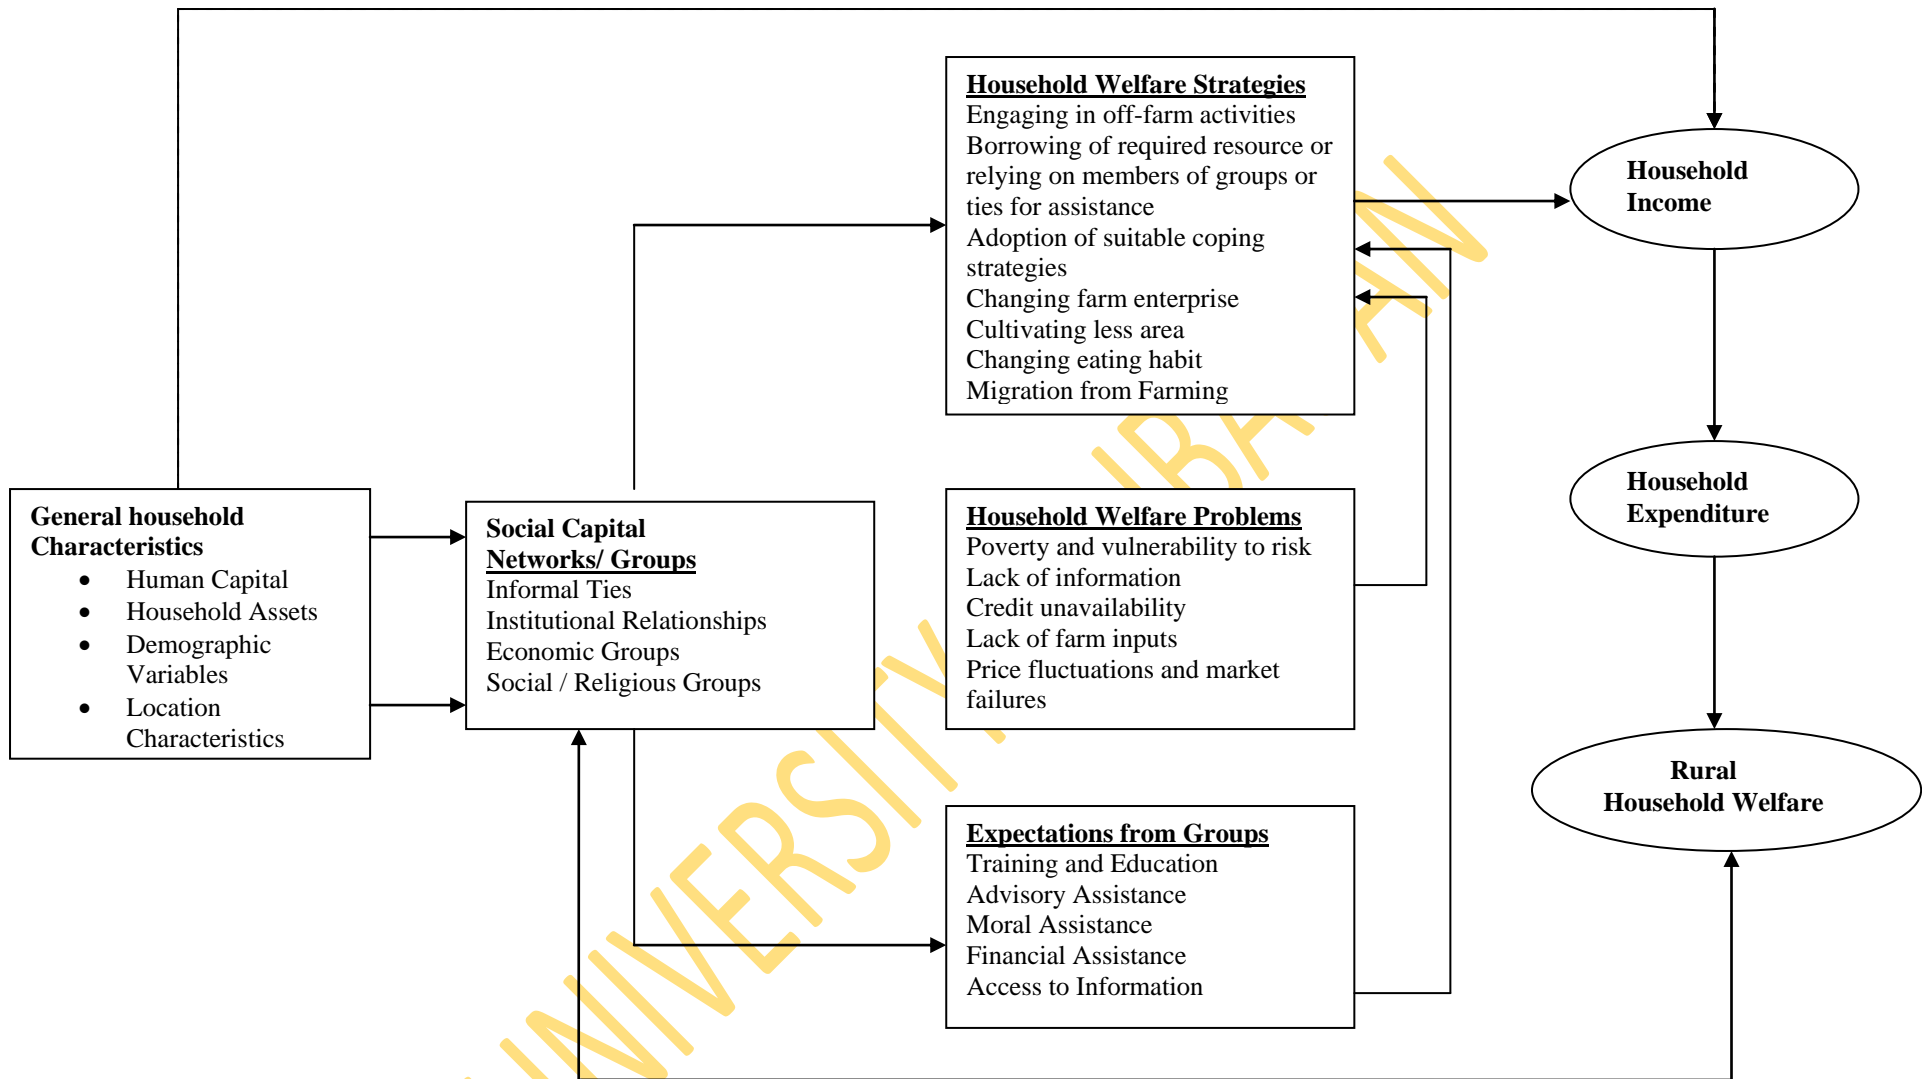 General household
Characteristics
• Human Capital
• Household Assets
• Demographic
Variables
• Location
Characteristics
Social Capital
Networks/ Groups
Informal Ties
Institutional Relationships
Economic Groups
Social / Religious Groups
Household Welfare Strategies
Engaging in off-farm activities
Borrowing of required resource or
relying on members of groups or
ties for assistance
Adoption of suitable coping
strategies
Changing farm enterprise
Cultivating less area
Changing eating habit
Migration from Farming
Household Welfare Problems
Poverty and vulnerability to risk
Lack of information
Credit unavailability
Lack of farm inputs
Price fluctuations and market
failures
Expectations from Groups
Training and Education
Advisory Assistance
Moral Assistance
Financial Assistance
Access to Information
Household
Income
Household
Expenditure
Rural
Household Welfare
UNIVERSITY